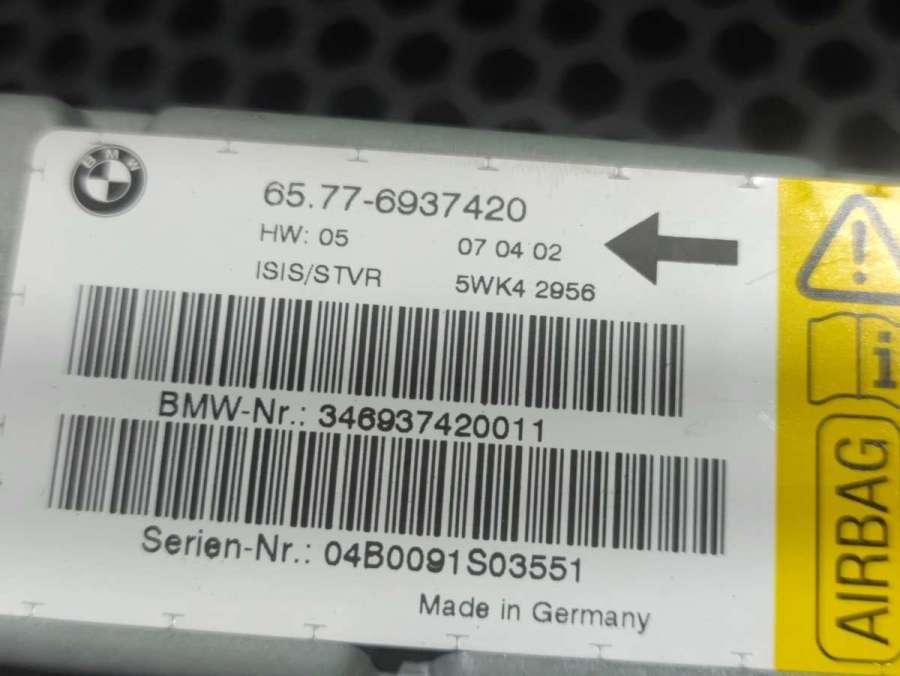 BMW
65.77-6937420
HW: 05 07 04 02
ISIS/STVR 5WK4 2956
BMW-Nr.: 346937420011
Serien-Nr.: 04B0091S03551
Made in Germany
AIRBAG